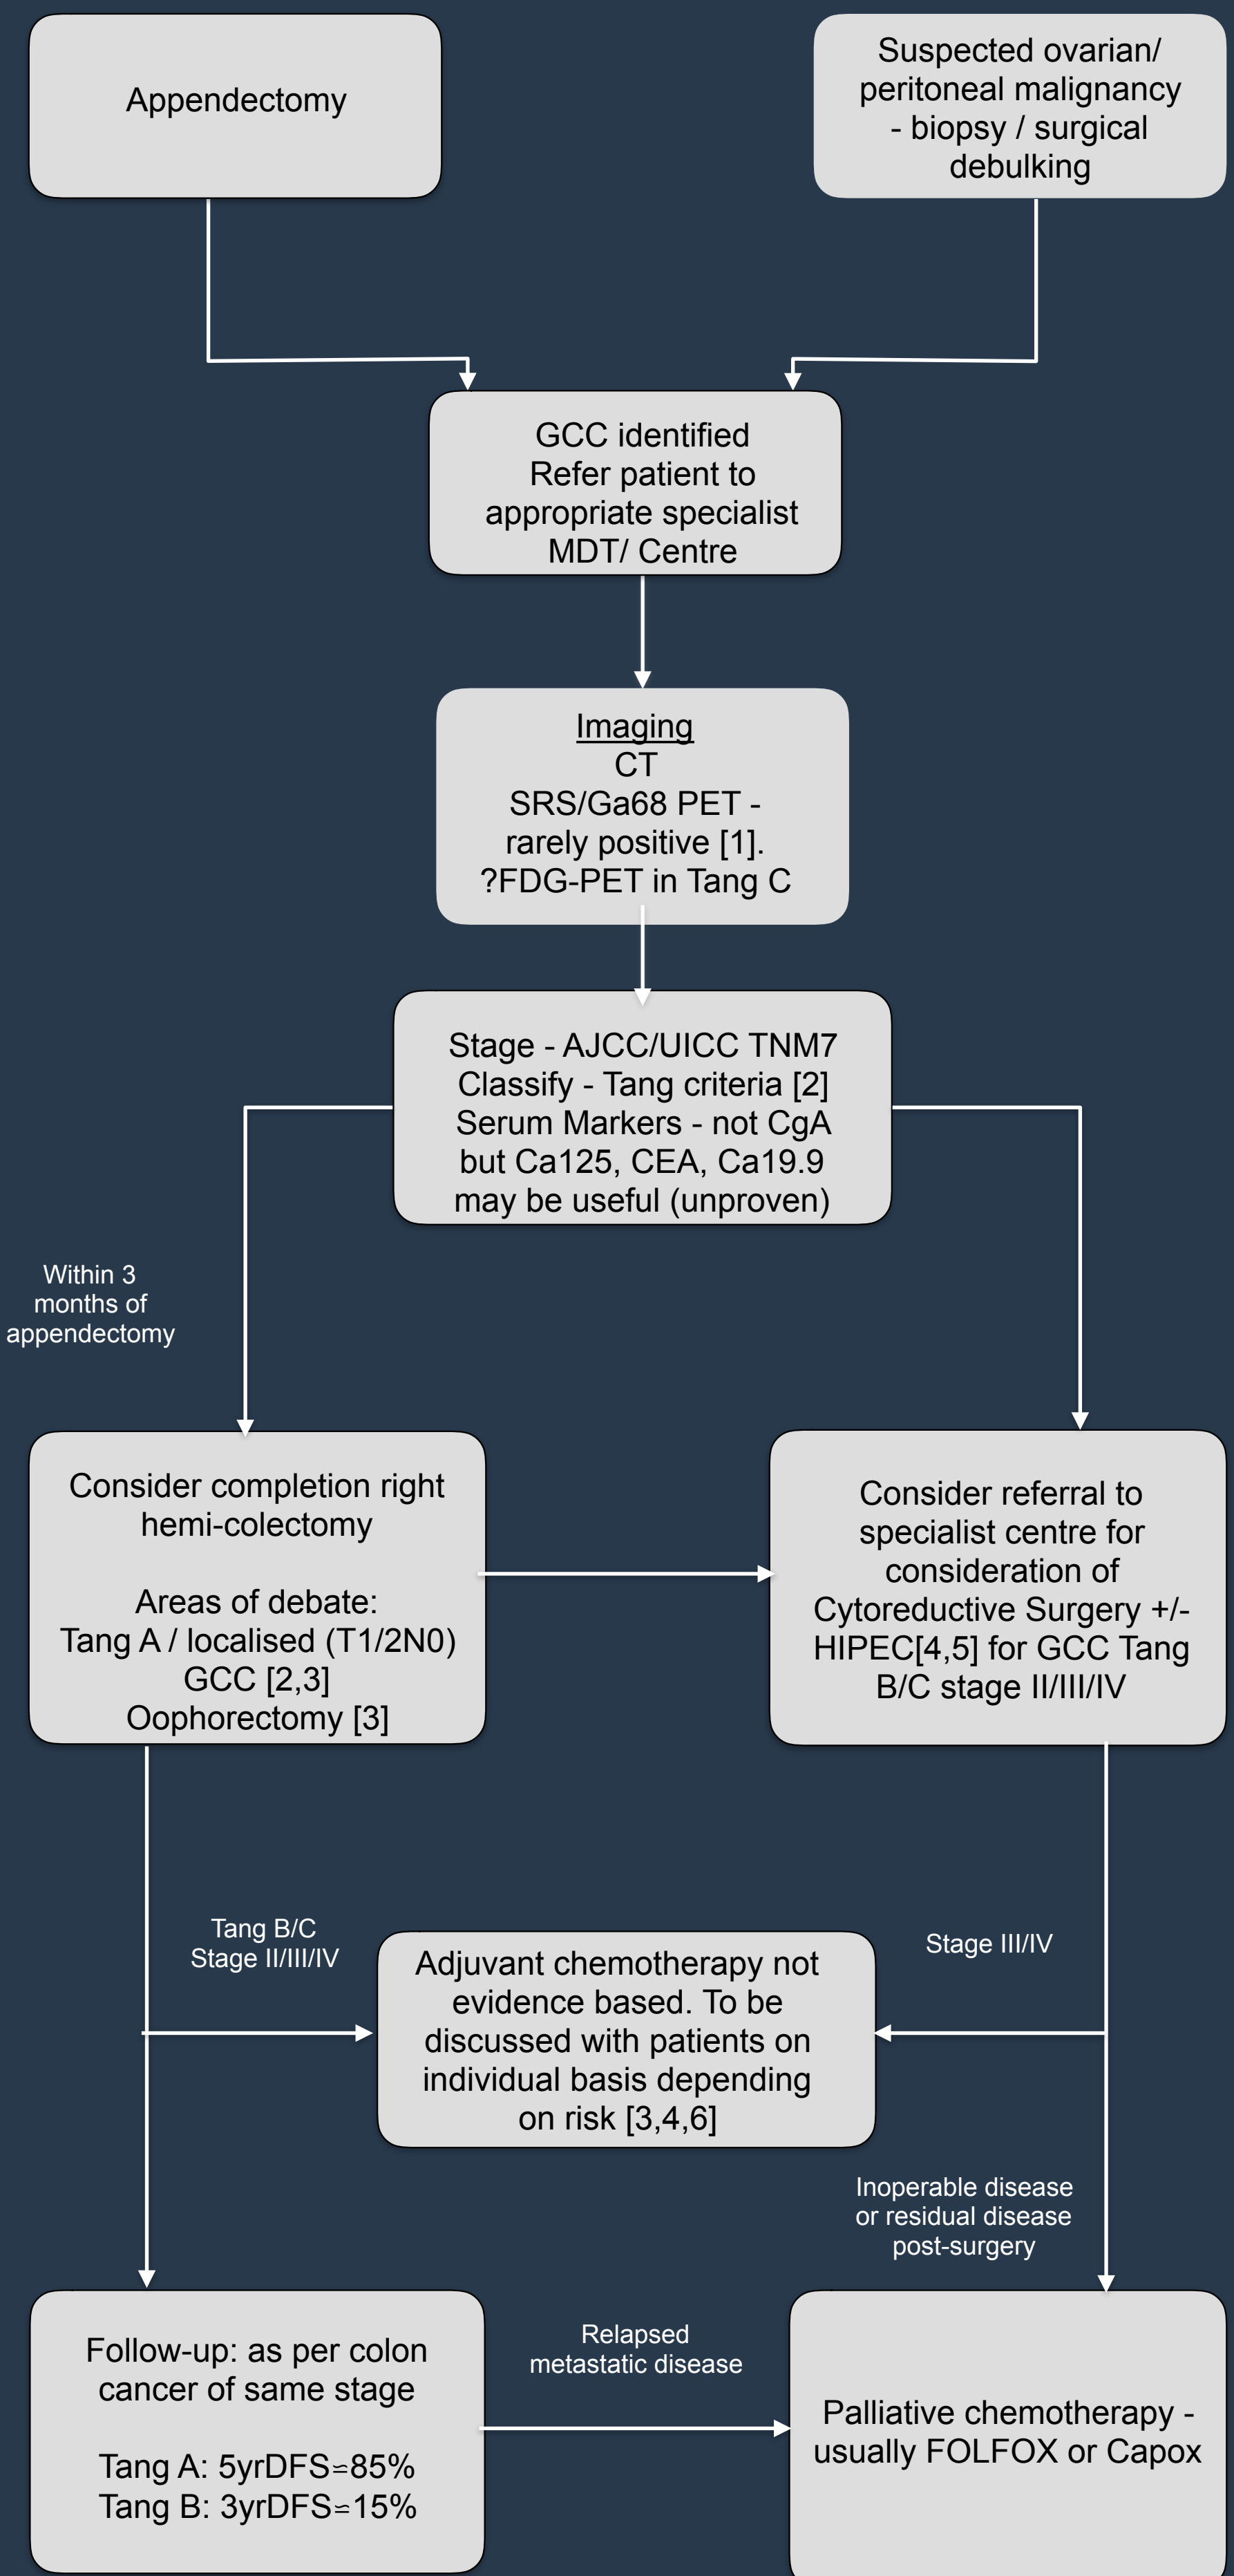 Appendectomy
Suspected ovarian/
peritoneal malignancy
- biopsy / surgical
debulking
GCC identified
Refer patient to
appropriate specialist
MDT/ Centre
Imaging
CT
SRS/Ga68 PET -
rarely positive [1].
?FDG-PET in Tang C
Stage - AJCC/UICC TNM7
Classify - Tang criteria [2]
Serum Markers - not CgA
but Ca125, CEA, Ca19.9
may be useful (unproven)
Within 3
months of
appendectomy
Consider completion right
hemi-colectomy
Areas of debate:
Tang A / localised (T1/2N0)
GCC [2,3]
Oophorectomy [3]
Consider referral to
specialist centre for
consideration of
Cytoreductive Surgery +/-
HIPEC[4,5] for GCC Tang
B/C stage II/III/IV
Tang B/C
Stage II/III/IV
Adjuvant chemotherapy not
evidence based. To be
discussed with patients on
individual basis depending
on risk [3,4,6]
Stage III/IV
Inoperable disease
or residual disease
post-surgery
Follow-up: as per colon
cancer of same stage
Tang A: 5yrDFS≌85%
Tang B: 3yrDFS≌15%
Relapsed
metastatic disease
Palliative chemotherapy -
usually FOLFOX or Capox